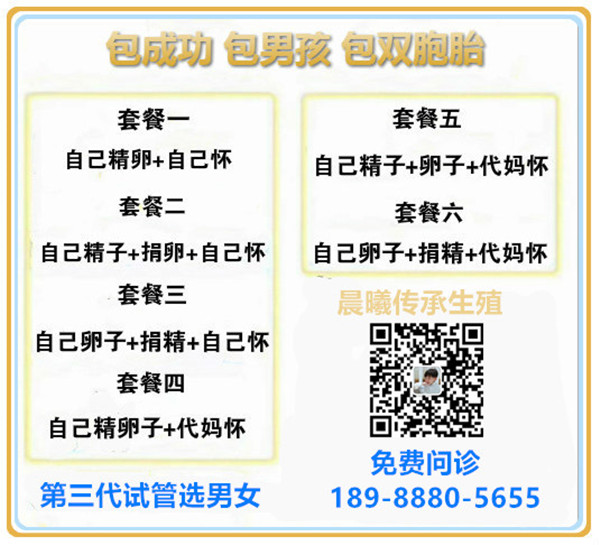 包成功 包男孩 包双胞胎
套餐一
自己精卵+自己怀
套餐二
自己精子+捐卵+自己怀
套餐三
自己卵子+捐精+自己怀
套餐四
自己精卵子+代妈怀
第三代试管选男女
套餐五
自己精子+卵子+代妈怀
套餐六
自己卵子+捐精+代妈怀
晨曦传承生殖
免费问诊
189-8880-5655